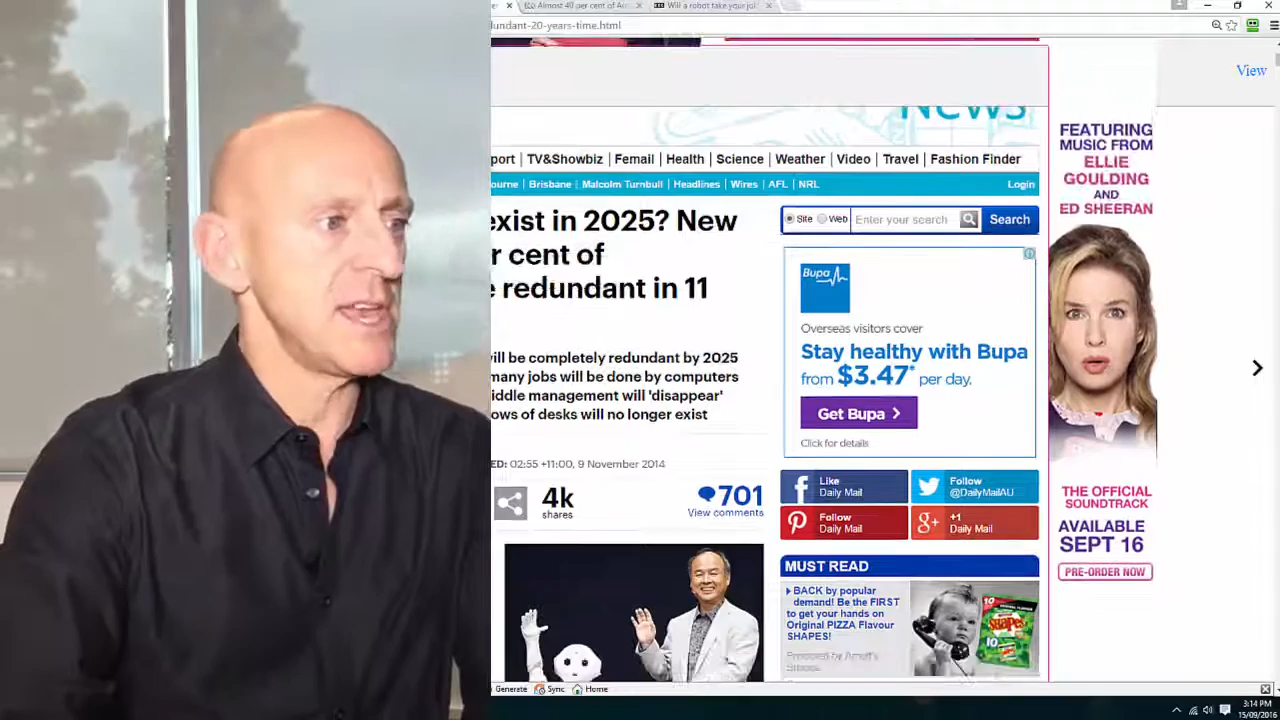 Almost 40 per cent of
Will a robot take your jo
undant-20-years-time.html
View
NEWS
port | TV&Showbiz | Femail | Health | Science | Weather | Video | Travel | Fashion Finder
ourne | Brisbane | Malcolm Turnbull | Headlines | Wires | AFL | NRL
Login
exist in 2025? New
r cent of
e redundant in 11
ill be completely redundant by 2025
many jobs will be done by computers
iddle management will 'disappear'
ows of desks will no longer exist
ED: 02:55 +11:00, 9 November 2014
4k
shares
701
View comments
Site Web Enter your search Search
Bupa
Overseas visitors cover
Stay healthy with Bupa
from $3.47* per day.
Get Bupa >
Click for details
Like
Daily Mail
Follow
@DailyMailAU
Follow
Daily Mail
+1
Daily Mail
MUST READ
BACK by popular
demand! Be the FIRST
to get your hands on
Original PIZZA Flavour
SHAPES!
Shapes
10
10
FEATURING
MUSIC FROM
ELLIE
GOULDING
AND
ED SHEERAN
THE OFFICIAL
SOUNDTRACK
AVAILABLE
SEPT 16
PRE-ORDER NOW
Generate Sync Home
3:14 PM
15/09/2016